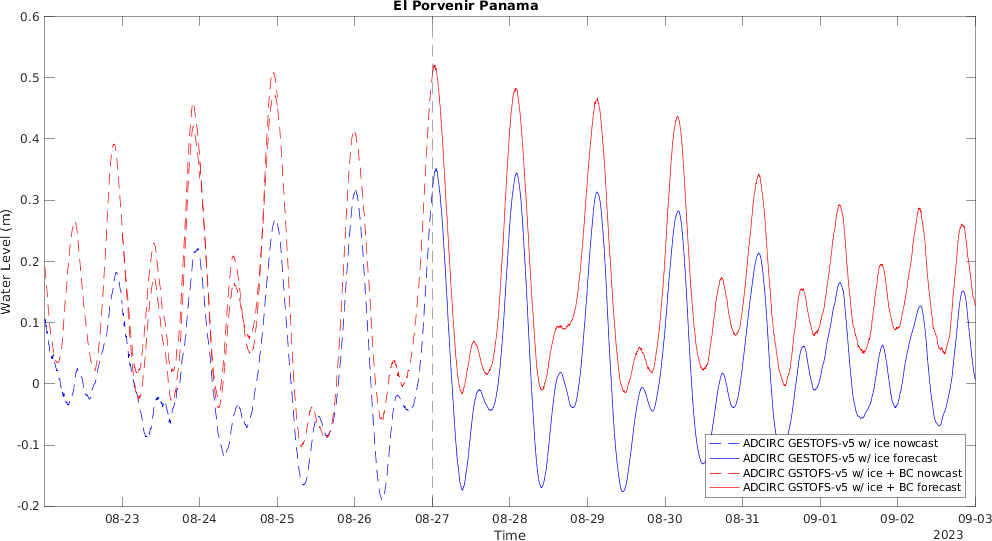 El Porvenir Panama
0.6
0.5
0.4
0.3
0.2
0.1
0
-0.1
-0.2
Water Level (m)
ADCIRC GESTOFS-v5 w/ ice nowcast
ADCIRC GESTOFS-v5 w/ ice forecast
ADCIRC GSTOFS-v5 w/ ice + BC nowcast
ADCIRC GSTOFS-v5 w/ ice + BC forecast
08-23 08-24 08-25 08-26 08-27 08-28 08-29 08-30 08-31 09-01 09-02 09-03
Time
2023